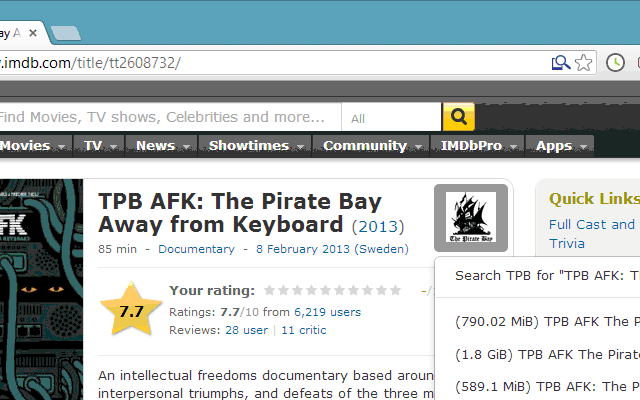 ay A
.imdb.com/title/tt2608732/
Find Movies, TV shows, Celebrities and more...
All
Movies TV News Showtimes Community IMDbPro Apps
TPB AFK: The Pirate Bay
Away from Keyboard (2013)
85 min - Documentary - 8 February 2013 (Sweden)
The Pirate Bay
Quick Links
Full Cast and
Trivia
FK
7.7
Your rating: -/
Ratings: 7.7/10 from 6,219 users
Reviews: 28 user | 11 critic
Search TPB for "TPB AFK: T
(790.02 MiB) TPB AFK The P
(1.8 GiB) TPB AFK The Pirate
(589.1 MiB) TPB AFK: The P
An intellectual freedoms documentary based aroun
interpersonal triumphs, and defeats of the three m